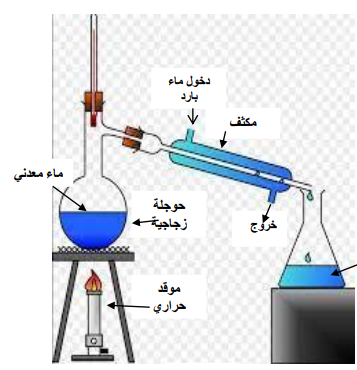 دخول ماء
بارد
مكثف
ماء معدني
حوجلة
زجاجية
خروج
موقد
حراري